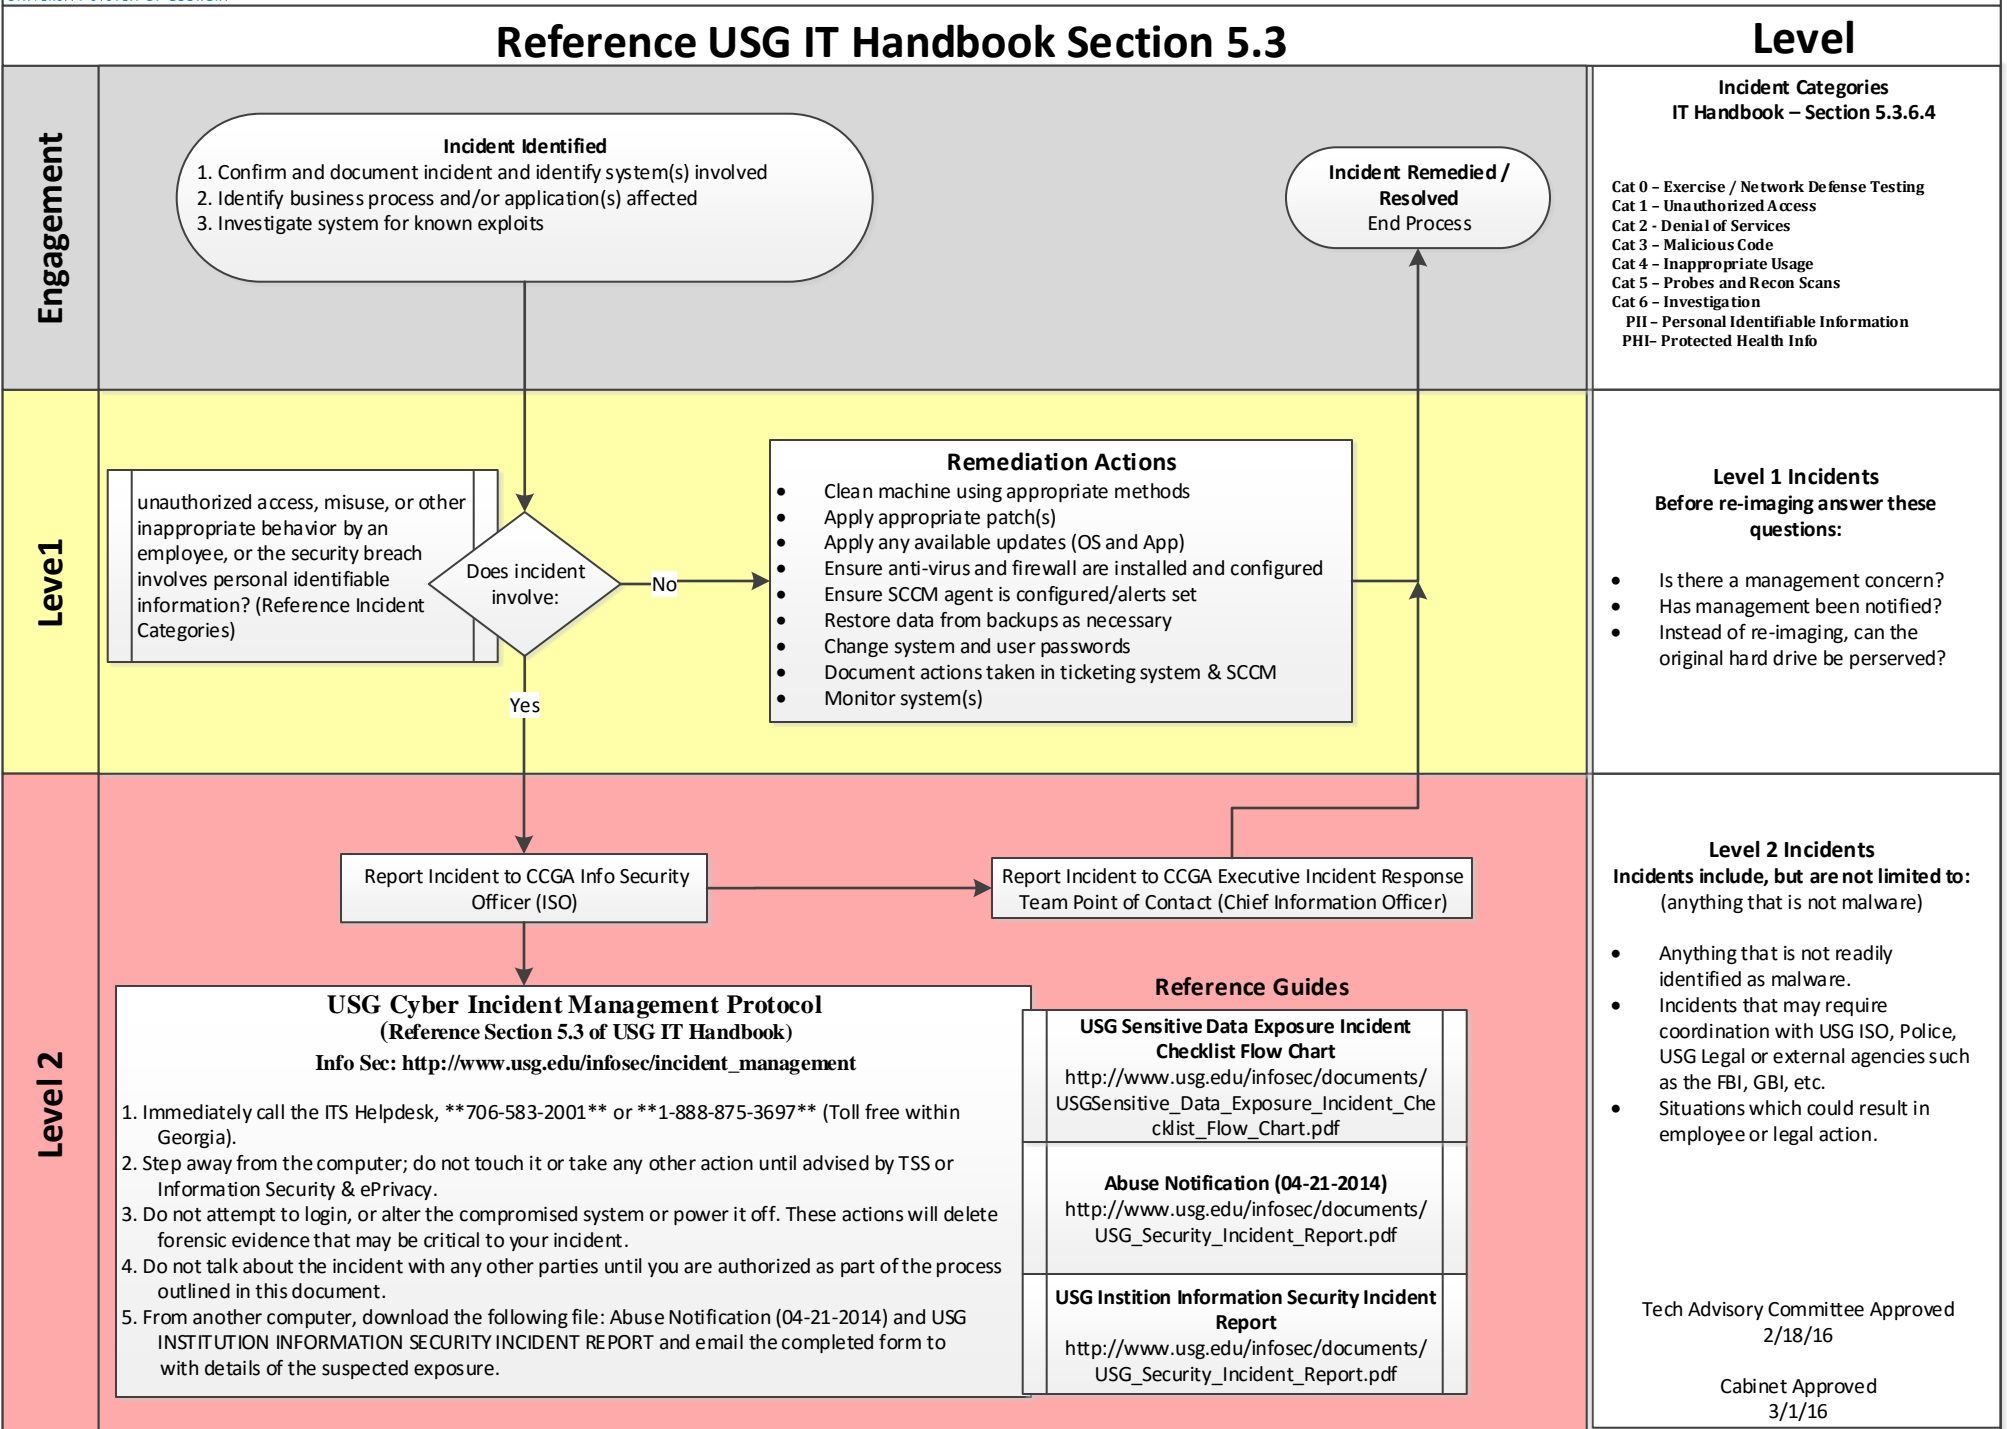 Reference USG IT Handbook Section 5.3
Level
Engagement
Incident Identified
1. Confirm and document incident and identify system(s) involved
2. Identify business process and/or application(s) affected
3. Investigate system for known exploits
Incident Remedied /
Resolved
End Process
Incident Categories
IT Handbook – Section 5.3.6.4
Cat 0 – Exercise / Network Defense Testing
Cat 1 – Unauthorized Access
Cat 2 - Denial of Services
Cat 3 – Malicious Code
Cat 4 – Inappropriate Usage
Cat 5 – Probes and Recon Scans
Cat 6 – Investigation
PII – Personal Identifiable Information
PHI– Protected Health Info
Level1
unauthorized access, misuse, or other
inappropriate behavior by an
employee, or the security breach
involves personal identifiable
information? (Reference Incident
Categories)
Does incident
involve:
No
Yes
Remediation Actions
• Clean machine using appropriate methods
• Apply appropriate patch(s)
• Apply any available updates (OS and App)
• Ensure anti-virus and firewall are installed and configured
• Ensure SCCM agent is configured/alerts set
• Restore data from backups as necessary
• Change system and user passwords
• Document actions taken in ticketing system & SCCM
• Monitor system(s)
Level 1 Incidents
Before re-imaging answer these
questions:
• Is there a management concern?
• Has management been notified?
• Instead of re-imaging, can the
original hard drive be perserved?
Level 2
Report Incident to CCGA Info Security
Officer (ISO)
Report Incident to CCGA Executive Incident Response
Team Point of Contact (Chief Information Officer)
USG Cyber Incident Management Protocol
(Reference Section 5.3 of USG IT Handbook)
Info Sec: http://www.usg.edu/infosec/incident_management
1. Immediately call the ITS Helpdesk, **706-583-2001** or **1-888-875-3697** (Toll free within
Georgia).
2. Step away from the computer; do not touch it or take any other action until advised by TSS or
Information Security & ePrivacy.
3. Do not attempt to login, or alter the compromised system or power it off. These actions will delete
forensic evidence that may be critical to your incident.
4. Do not talk about the incident with any other parties until you are authorized as part of the process
outlined in this document.
5. From another computer, download the following file: Abuse Notification (04-21-2014) and USG
INSTITUTION INFORMATION SECURITY INCIDENT REPORT and email the completed form to
with details of the suspected exposure.
Reference Guides
USG Sensitive Data Exposure Incident
Checklist Flow Chart
http://www.usg.edu/infosec/documents/
USGSensitive_Data_Exposure_Incident_Che
cklist_Flow_Chart.pdf
Abuse Notification (04-21-2014)
http://www.usg.edu/infosec/documents/
USG_Security_Incident_Report.pdf
USG Instition Information Security Incident
Report
http://www.usg.edu/infosec/documents/
USG_Security_Incident_Report.pdf
Level 2 Incidents
Incidents include, but are not limited to:
(anything that is not malware)
• Anything that is not readily
identified as malware.
• Incidents that may require
coordination with USG ISO, Police,
USG Legal or external agencies such
as the FBI, GBI, etc.
• Situations which could result in
employee or legal action.
Tech Advisory Committee Approved
2/18/16
Cabinet Approved
3/1/16